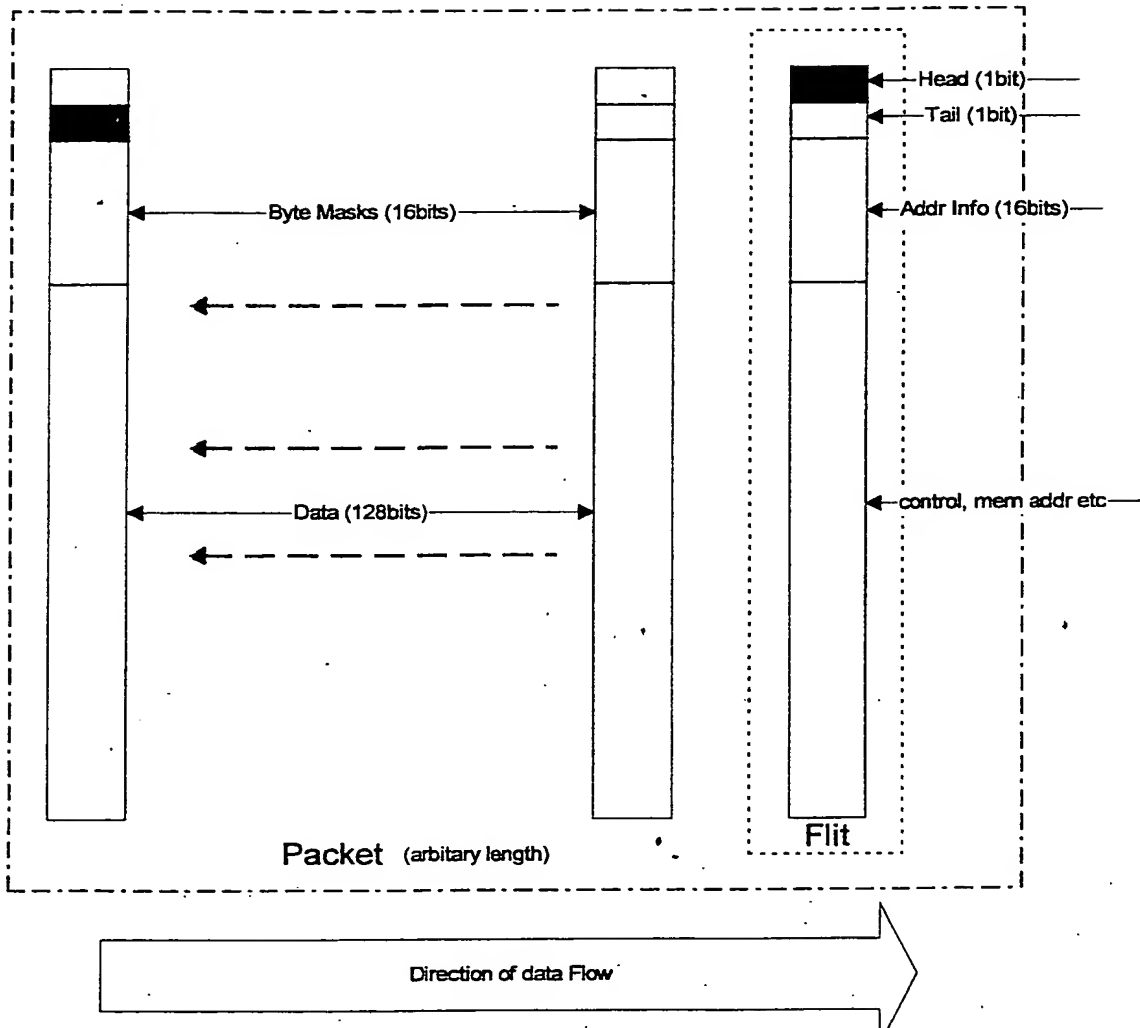 Head (1bit)
Tail (1bit)
Byte Masks (16bits)
Addr Info (16bits)
Data (128bits)
control, mem addr etc
Flit
Packet (arbitary length)
Direction of data Flow